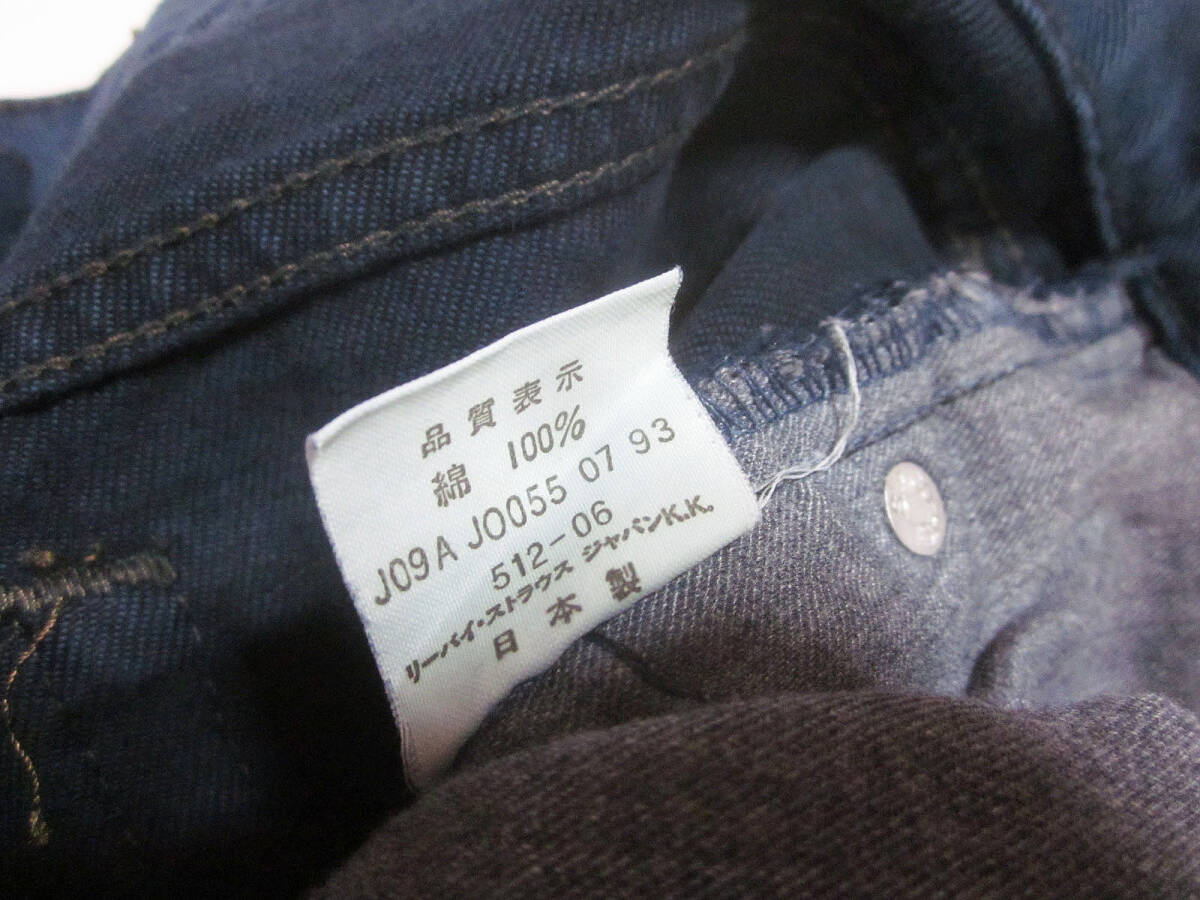 品質表示
綿 100%
J09A J0055 07 93
512-06
リーバイ・ストラウス ジャパンK.K.
日本製